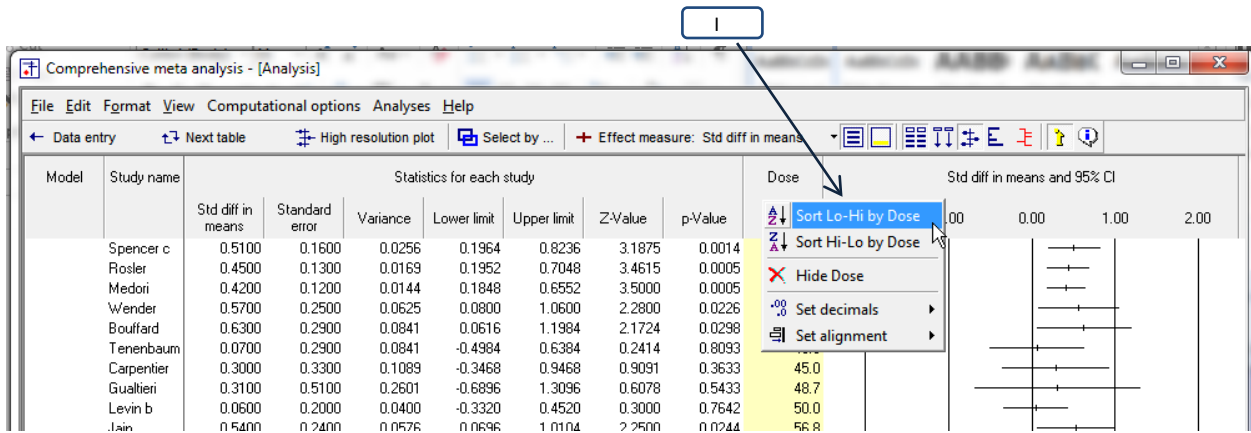 I
Comprehensive meta analysis - [Analysis]
File Edit Format View Computational options Analyses Help
Data entry Next table High resolution plot Select by ... Effect measure: Std diff in means
Model Study name Statistics for each study Dose Std diff in means and 95% CI
Std diff in means Standard error Variance Lower limit Upper limit Z-Value p-Value .00 0.00 1.00 2.00
Sort Lo-Hi by Dose
Sort Hi-Lo by Dose
Hide Dose
Set decimals
Set alignment
Spencer c 0.5100 0.1600 0.0256 0.1964 0.8236 3.1875 0.0014
Rosler 0.4500 0.1300 0.0169 0.1952 0.7048 3.4615 0.0005
Medori 0.4200 0.1200 0.0144 0.1848 0.6552 3.5000 0.0005
Wender 0.5700 0.2500 0.0625 0.0800 1.0600 2.2800 0.0226
Bouffard 0.6300 0.2900 0.0841 0.0616 1.1984 2.1724 0.0298
Tenenbaum 0.0700 0.2900 0.0841 -0.4984 0.6384 0.2414 0.8093
Carpentier 0.3000 0.3300 0.1089 -0.3468 0.9468 0.9091 0.3633 45.0
Gualtieri 0.3100 0.5100 0.2601 -0.6896 1.3096 0.6078 0.5433 48.7
Levin b 0.0600 0.2000 0.0400 -0.3320 0.4520 0.3000 0.7642 50.0
Jain 0.5400 0.2400 0.0576 0.0696 1.0104 2.2500 0.0244 56.8